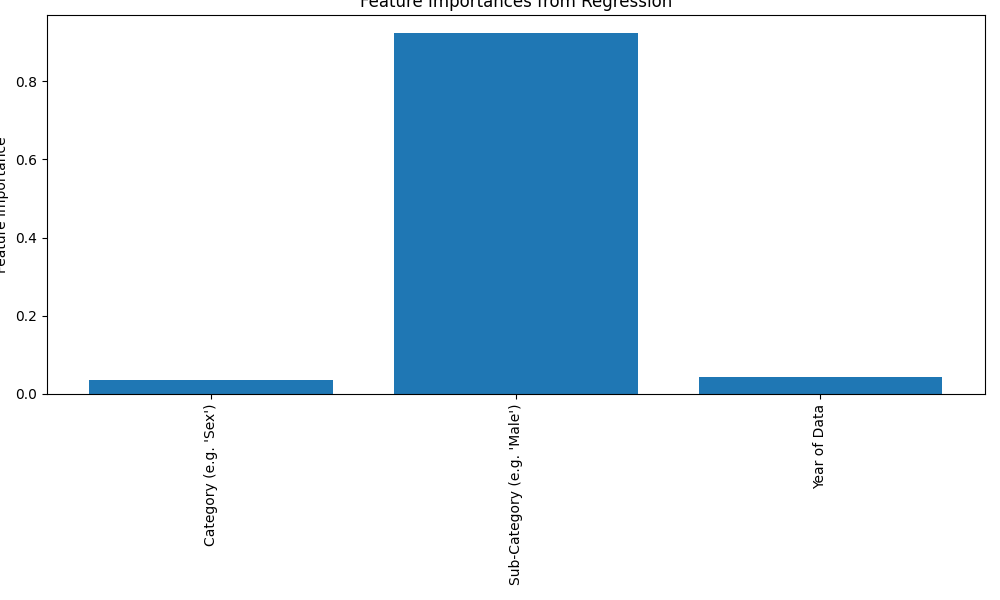 Feature Importances from Regression
Feature Importance
0.8
0.6
0.4
0.2
0.0
Category (e.g. 'Sex')
Sub-Category (e.g. 'Male')
Year of Data